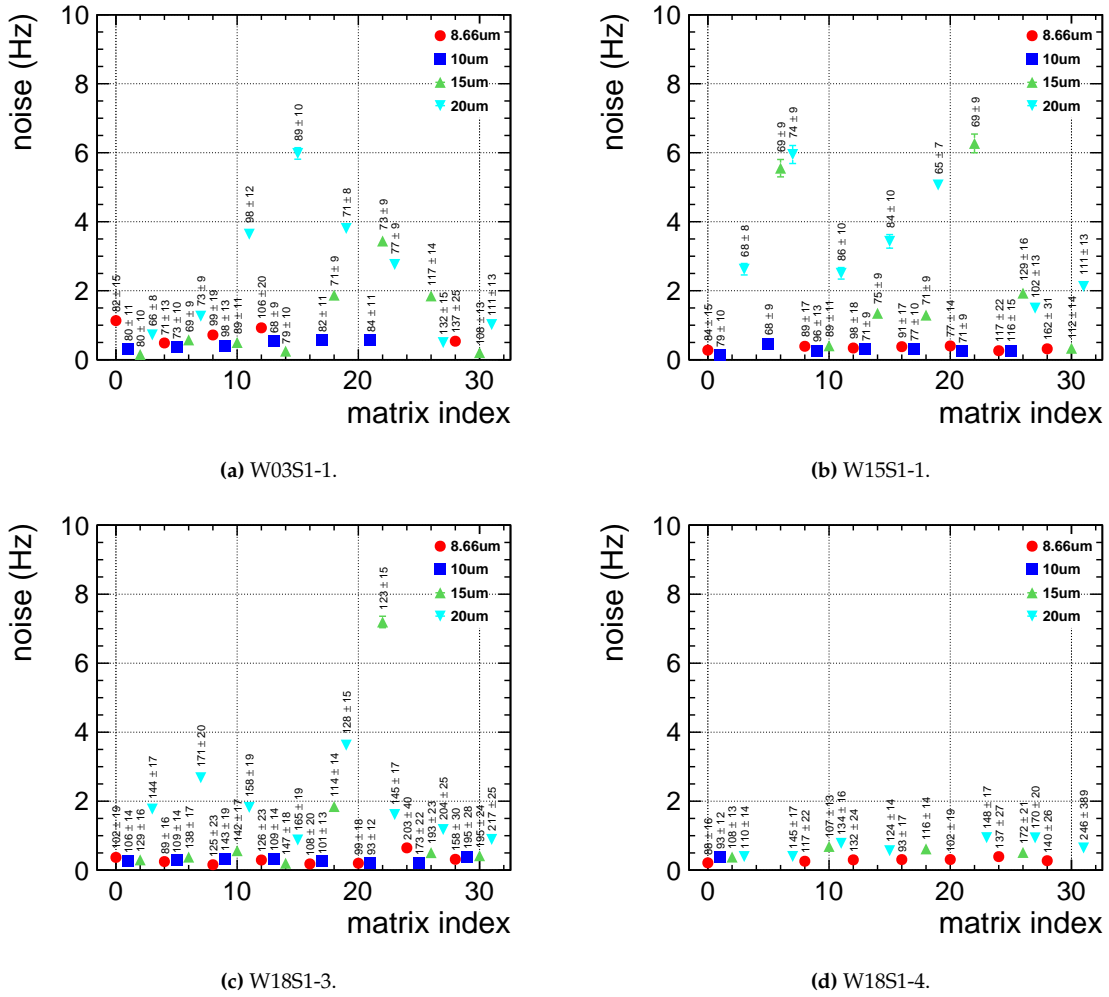 noise (Hz)
10
8
6
4
2
0
8.66um
10um
15um
20um
82 ± 15
80 ± 11
80 ± 10
66 ± 8
71 ± 13
73 ± 10
69 ± 9
73 ± 9
99 ± 19
98 ± 13
89 ± 11
98 ± 12
106 ± 20
68 ± 9
79 ± 10
89 ± 10
82 ± 11
71 ± 9
71 ± 8
84 ± 11
73 ± 9
77 ± 9
117 ± 14
132 ± 15
137 ± 25
108 ± 13
111 ± 13
0 10 20 30
matrix index
(a) W03S1-1.
noise (Hz)
10
8
6
4
2
0
8.66um
10um
15um
20um
84 ± 15
79 ± 10
68 ± 8
68 ± 9
69 ± 9
74 ± 9
89 ± 17
96 ± 13
89 ± 11
86 ± 10
98 ± 18
71 ± 9
75 ± 9
84 ± 10
91 ± 17
77 ± 10
71 ± 9
65 ± 7
77 ± 14
71 ± 9
69 ± 9
117 ± 22
116 ± 15
129 ± 16
102 ± 13
162 ± 31
112 ± 14
111 ± 13
0 10 20 30
matrix index
(b) W15S1-1.
noise (Hz)
10
8
6
4
2
0
8.66um
10um
15um
20um
102 ± 19
106 ± 14
129 ± 16
144 ± 17
89 ± 16
109 ± 14
138 ± 17
171 ± 20
125 ± 23
143 ± 19
142 ± 17
158 ± 19
126 ± 23
109 ± 14
147 ± 18
165 ± 19
108 ± 20
101 ± 13
114 ± 14
128 ± 15
99 ± 18
93 ± 12
123 ± 15
145 ± 17
203 ± 40
173 ± 22
193 ± 23
204 ± 25
159 ± 30
195 ± 28
195 ± 24
217 ± 25
0 10 20 30
matrix index
(c) W18S1-3.
noise (Hz)
10
8
6
4
2
0
8.66um
10um
15um
20um
88 ± 16
93 ± 12
108 ± 13
110 ± 14
145 ± 17
117 ± 22
107 ± 13
134 ± 16
132 ± 24
124 ± 14
93 ± 17
116 ± 14
102 ± 19
148 ± 17
137 ± 27
172 ± 21
170 ± 20
140 ± 26
246 ± 389
0 10 20 30
matrix index
(d) W18S1-4.